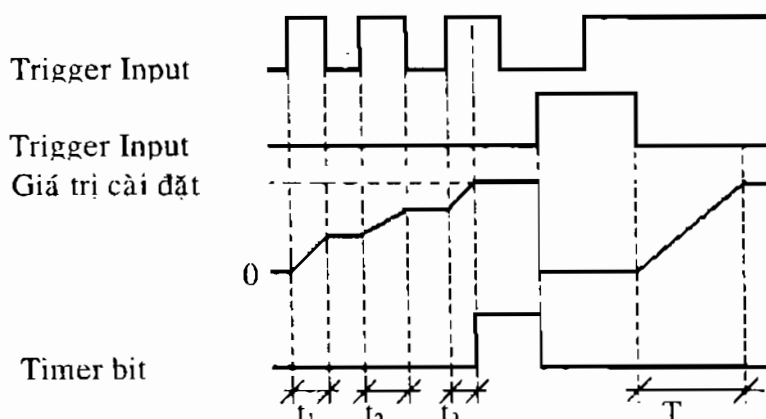 Trigger Input
Trigger Input
Giá trị cài đặt
0
Timer bit
t₁ t₂ t₃ T